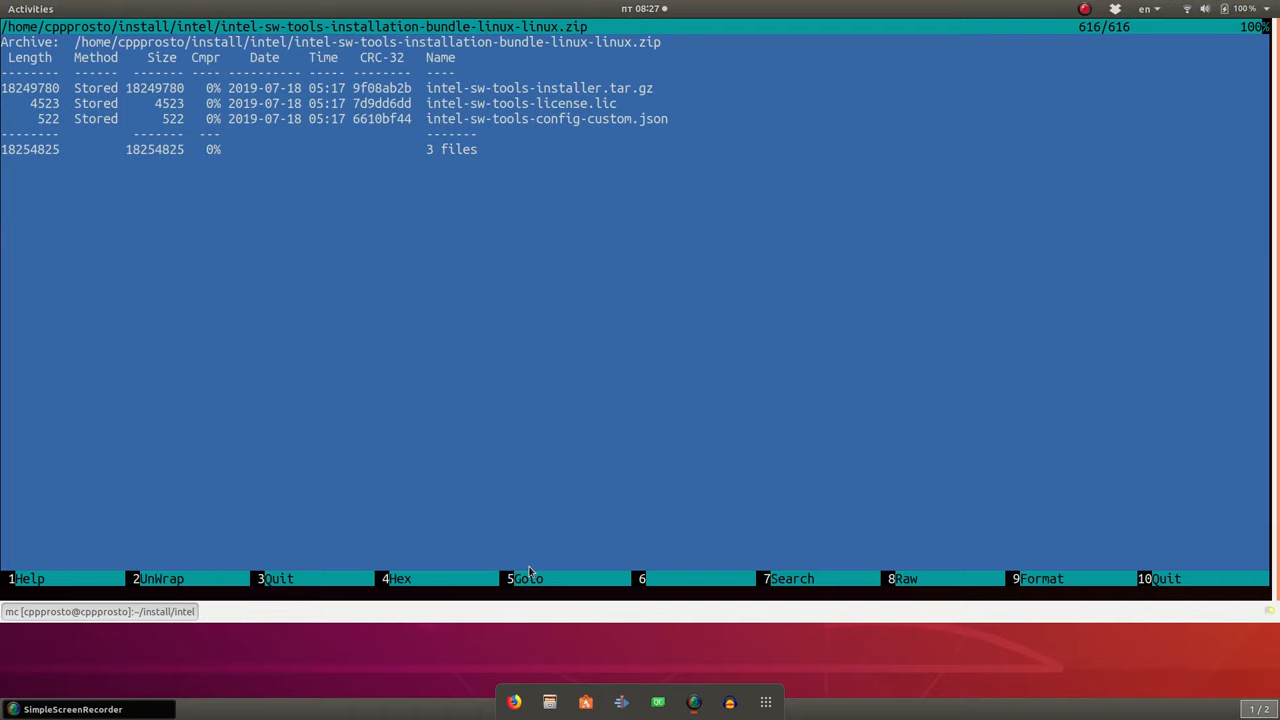 Activities
пт 08:27
en
100 %
/home/cppprosto/install/intel/intel-sw-tools-installation-bundle-linux-linux.zip 616/616 100%
Archive: /home/cppprosto/install/intel/intel-sw-tools-installation-bundle-linux-linux.zip
Length Method Size Cmpr Date Time CRC-32 Name
-------- ------ ------- ---- ---------- ----- -------- ----
18249780 Stored 18249780 0% 2019-07-18 05:17 9f08ab2b intel-sw-tools-installer.tar.gz
4523 Stored 4523 0% 2019-07-18 05:17 7d9dd6dd intel-sw-tools-license.lic
522 Stored 522 0% 2019-07-18 05:17 6610bf44 intel-sw-tools-config-custom.json
-------- ------- --- -------
18254825 18254825 0% 3 files
1Help 2UnWrap 3Quit 4Hex 5Goto 6 7Search 8Raw 9Format 10Quit
mc [cppprosto@cppprosto]:~/install/intel
QC
SimpleScreenRecorder
1 / 2